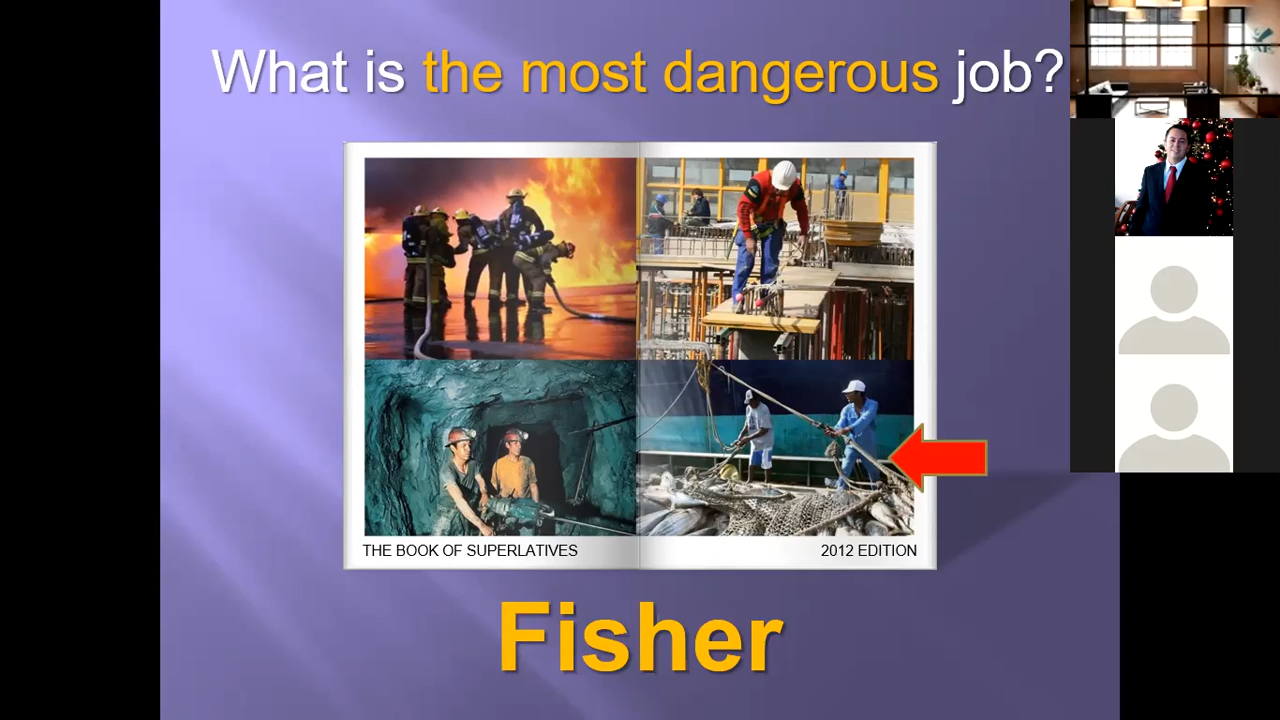 What is the most dangerous job?
THE BOOK OF SUPERLATIVES
2012 EDITION
Fisher